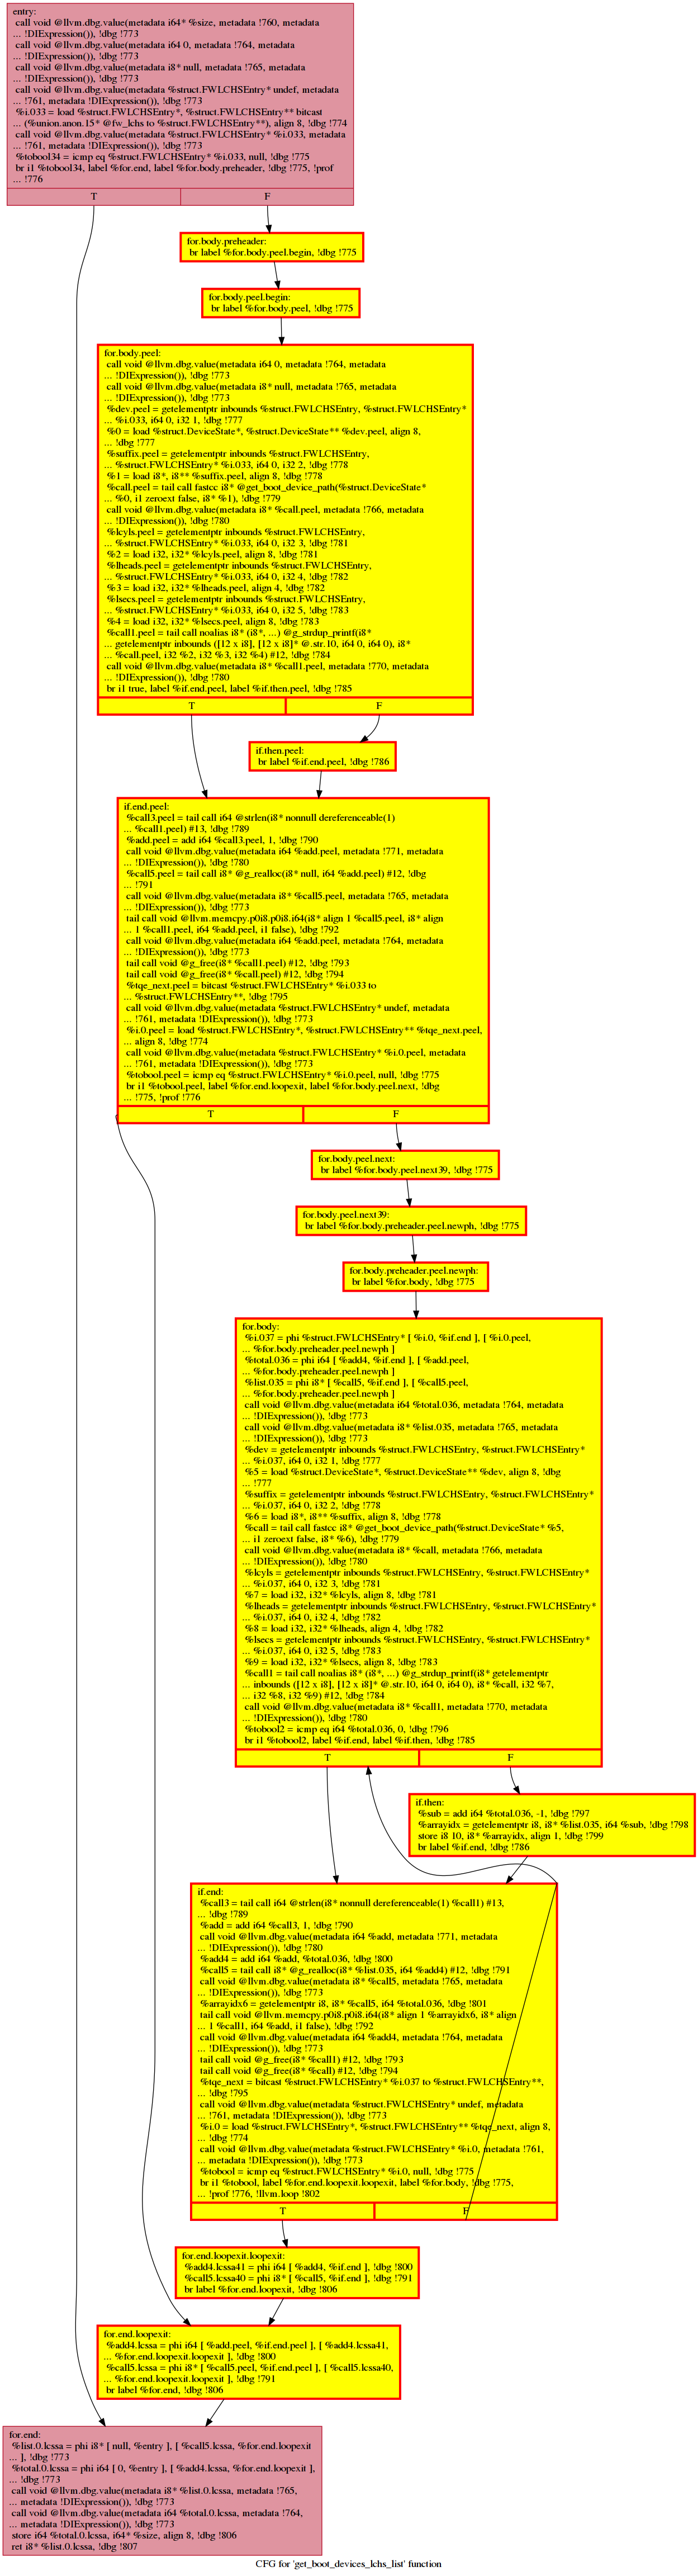 entry:
call void @llvm.dbg.value(metadata i64* %size, metadata !760, metadata
... !DIExpression()), !dbg !773
call void @llvm.dbg.value(metadata i64 0, metadata !764, metadata
... !DIExpression()), !dbg !773
call void @llvm.dbg.value(metadata i8* null, metadata !765, metadata
... !DIExpression()), !dbg !773
call void @llvm.dbg.value(metadata %struct.FWLCHSEntry* undef, metadata
... !761, metadata !DIExpression()), !dbg !773
%i.033 = load %struct.FWLCHSEntry*, %struct.FWLCHSEntry** bitcast
... (%union.anon.15* @fw_lchs to %struct.FWLCHSEntry**), align 8, !dbg !774
call void @llvm.dbg.value(metadata %struct.FWLCHSEntry* %i.033, metadata
... !761, metadata !DIExpression()), !dbg !773
%tobool34 = icmp eq %struct.FWLCHSEntry* %i.033, null, !dbg !775
br i1 %tobool34, label %for.end, label %for.body.preheader, !dbg !775, !prof
... !776
T F
for.body.preheader:
br label %for.body.peel.begin, !dbg !775
for.body.peel.begin:
br label %for.body.peel, !dbg !775
for.body.peel:
call void @llvm.dbg.value(metadata i64 0, metadata !764, metadata
... !DIExpression()), !dbg !773
call void @llvm.dbg.value(metadata i8* null, metadata !765, metadata
... !DIExpression()), !dbg !773
%dev.peel = getelementptr inbounds %struct.FWLCHSEntry, %struct.FWLCHSEntry*
... %i.033, i64 0, i32 1, !dbg !777
%0 = load %struct.DeviceState*, %struct.DeviceState** %dev.peel, align 8,
... !dbg !777
%suffix.peel = getelementptr inbounds %struct.FWLCHSEntry,
... %struct.FWLCHSEntry* %i.033, i64 0, i32 2, !dbg !778
%1 = load i8*, i8** %suffix.peel, align 8, !dbg !778
%call.peel = tail call fastcc i8* @get_boot_device_path(%struct.DeviceState*
... %0, i1 zeroext false, i8* %1), !dbg !779
call void @llvm.dbg.value(metadata i8* %call.peel, metadata !766, metadata
... !DIExpression()), !dbg !780
%lcyls.peel = getelementptr inbounds %struct.FWLCHSEntry,
... %struct.FWLCHSEntry* %i.033, i64 0, i32 3, !dbg !781
%2 = load i32, i32* %lcyls.peel, align 8, !dbg !781
%lheads.peel = getelementptr inbounds %struct.FWLCHSEntry,
... %struct.FWLCHSEntry* %i.033, i64 0, i32 4, !dbg !782
%3 = load i32, i32* %lheads.peel, align 4, !dbg !782
%lsecs.peel = getelementptr inbounds %struct.FWLCHSEntry,
... %struct.FWLCHSEntry* %i.033, i64 0, i32 5, !dbg !783
%4 = load i32, i32* %lsecs.peel, align 8, !dbg !783
%call1.peel = tail call noalias i8* (i8*, ...) @g_strdup_printf(i8*
... getelementptr inbounds ([12 x i8], [12 x i8]* @.str.10, i64 0, i64 0), i8*
... %call.peel, i32 %2, i32 %3, i32 %4) #12, !dbg !784
call void @llvm.dbg.value(metadata i8* %call1.peel, metadata !770, metadata
... !DIExpression()), !dbg !780
br i1 true, label %if.end.peel, label %if.then.peel, !dbg !785
T F
if.then.peel:
br label %if.end.peel, !dbg !786
if.end.peel:
%call3.peel = tail call i64 @strlen(i8* nonnull dereferenceable(1)
... %call1.peel) #13, !dbg !789
%add.peel = add i64 %call3.peel, 1, !dbg !790
call void @llvm.dbg.value(metadata i64 %add.peel, metadata !771, metadata
... !DIExpression()), !dbg !780
%call5.peel = tail call i8* @g_realloc(i8* null, i64 %add.peel) #12, !dbg
... !791
call void @llvm.dbg.value(metadata i8* %call5.peel, metadata !765, metadata
... !DIExpression()), !dbg !773
tail call void @llvm.memcpy.p0i8.p0i8.i64(i8* align 1 %call5.peel, i8* align
... 1 %call1.peel, i64 %add.peel, i1 false), !dbg !792
call void @llvm.dbg.value(metadata i64 %add.peel, metadata !764, metadata
... !DIExpression()), !dbg !773
tail call void @g_free(i8* %call1.peel) #12, !dbg !793
tail call void @g_free(i8* %call.peel) #12, !dbg !794
%tqe_next.peel = bitcast %struct.FWLCHSEntry* %i.033 to
... %struct.FWLCHSEntry**, !dbg !795
call void @llvm.dbg.value(metadata %struct.FWLCHSEntry* undef, metadata
... !761, metadata !DIExpression()), !dbg !773
%i.0.peel = load %struct.FWLCHSEntry*, %struct.FWLCHSEntry** %tqe_next.peel,
... align 8, !dbg !774
call void @llvm.dbg.value(metadata %struct.FWLCHSEntry* %i.0.peel, metadata
... !761, metadata !DIExpression()), !dbg !773
%tobool.peel = icmp eq %struct.FWLCHSEntry* %i.0.peel, null, !dbg !775
br i1 %tobool.peel, label %for.end.loopexit, label %for.body.peel.next, !dbg
... !775, !prof !776
T F
for.body.peel.next:
br label %for.body.peel.next39, !dbg !775
for.body.peel.next39:
br label %for.body.preheader.peel.newph, !dbg !775
for.body.preheader.peel.newph:
br label %for.body, !dbg !775
for.body:
%i.037 = phi %struct.FWLCHSEntry* [ %i.0, %if.end ], [ %i.0.peel,
... %for.body.preheader.peel.newph ]
%total.036 = phi i64 [ %add4, %if.end ], [ %add.peel,
... %for.body.preheader.peel.newph ]
%list.035 = phi i8* [ %call5, %if.end ], [ %call5.peel,
... %for.body.preheader.peel.newph ]
call void @llvm.dbg.value(metadata i64 %total.036, metadata !764, metadata
... !DIExpression()), !dbg !773
call void @llvm.dbg.value(metadata i8* %list.035, metadata !765, metadata
... !DIExpression()), !dbg !773
%dev = getelementptr inbounds %struct.FWLCHSEntry, %struct.FWLCHSEntry*
... %i.037, i64 0, i32 1, !dbg !777
%5 = load %struct.DeviceState*, %struct.DeviceState** %dev, align 8, !dbg
... !777
%suffix = getelementptr inbounds %struct.FWLCHSEntry, %struct.FWLCHSEntry*
... %i.037, i64 0, i32 2, !dbg !778
%6 = load i8*, i8** %suffix, align 8, !dbg !778
%call = tail call fastcc i8* @get_boot_device_path(%struct.DeviceState* %5,
... i1 zeroext false, i8* %6), !dbg !779
call void @llvm.dbg.value(metadata i8* %call, metadata !766, metadata
... !DIExpression()), !dbg !780
%lcyls = getelementptr inbounds %struct.FWLCHSEntry, %struct.FWLCHSEntry*
... %i.037, i64 0, i32 3, !dbg !781
%7 = load i32, i32* %lcyls, align 8, !dbg !781
%lheads = getelementptr inbounds %struct.FWLCHSEntry, %struct.FWLCHSEntry*
... %i.037, i64 0, i32 4, !dbg !782
%8 = load i32, i32* %lheads, align 4, !dbg !782
%lsecs = getelementptr inbounds %struct.FWLCHSEntry, %struct.FWLCHSEntry*
... %i.037, i64 0, i32 5, !dbg !783
%9 = load i32, i32* %lsecs, align 8, !dbg !783
%call1 = tail call noalias i8* (i8*, ...) @g_strdup_printf(i8* getelementptr
... inbounds ([12 x i8], [12 x i8]* @.str.10, i64 0, i64 0), i8* %call, i32 %7,
... i32 %8, i32 %9) #12, !dbg !784
call void @llvm.dbg.value(metadata i8* %call1, metadata !770, metadata
... !DIExpression()), !dbg !780
%tobool2 = icmp eq i64 %total.036, 0, !dbg !796
br i1 %tobool2, label %if.end, label %if.then, !dbg !785
T F
if.then:
%sub = add i64 %total.036, -1, !dbg !797
%arrayidx = getelementptr i8, i8* %list.035, i64 %sub, !dbg !798
store i8 10, i8* %arrayidx, align 1, !dbg !799
br label %if.end, !dbg !786
if.end:
%call3 = tail call i64 @strlen(i8* nonnull dereferenceable(1) %call1) #13,
... !dbg !789
%add = add i64 %call3, 1, !dbg !790
call void @llvm.dbg.value(metadata i64 %add, metadata !771, metadata
... !DIExpression()), !dbg !780
%add4 = add i64 %add, %total.036, !dbg !800
%call5 = tail call i8* @g_realloc(i8* %list.035, i64 %add4) #12, !dbg !791
call void @llvm.dbg.value(metadata i8* %call5, metadata !765, metadata
... !DIExpression()), !dbg !773
%arrayidx6 = getelementptr i8, i8* %call5, i64 %total.036, !dbg !801
tail call void @llvm.memcpy.p0i8.p0i8.i64(i8* align 1 %arrayidx6, i8* align
... 1 %call1, i64 %add, i1 false), !dbg !792
call void @llvm.dbg.value(metadata i64 %add4, metadata !764, metadata
... !DIExpression()), !dbg !773
tail call void @g_free(i8* %call1) #12, !dbg !793
tail call void @g_free(i8* %call) #12, !dbg !794
%tqe_next = bitcast %struct.FWLCHSEntry* %i.037 to %struct.FWLCHSEntry**,
... !dbg !795
call void @llvm.dbg.value(metadata %struct.FWLCHSEntry* undef, metadata
... !761, metadata !DIExpression()), !dbg !773
%i.0 = load %struct.FWLCHSEntry*, %struct.FWLCHSEntry** %tqe_next, align 8,
... !dbg !774
call void @llvm.dbg.value(metadata %struct.FWLCHSEntry* %i.0, metadata !761,
... metadata !DIExpression()), !dbg !773
%tobool = icmp eq %struct.FWLCHSEntry* %i.0, null, !dbg !775
br i1 %tobool, label %for.end.loopexit.loopexit, label %for.body, !dbg !775,
... !prof !776, !llvm.loop !802
T F
for.end.loopexit.loopexit:
%add4.lcssa41 = phi i64 [ %add4, %if.end ], !dbg !800
%call5.lcssa40 = phi i8* [ %call5, %if.end ], !dbg !791
br label %for.end.loopexit, !dbg !806
for.end.loopexit:
%add4.lcssa = phi i64 [ %add.peel, %if.end.peel ], [ %add4.lcssa41,
... %for.end.loopexit.loopexit ], !dbg !800
%call5.lcssa = phi i8* [ %call5.peel, %if.end.peel ], [ %call5.lcssa40,
... %for.end.loopexit.loopexit ], !dbg !791
br label %for.end, !dbg !806
for.end:
%list.0.lcssa = phi i8* [ null, %entry ], [ %call5.lcssa, %for.end.loopexit
... ], !dbg !773
%total.0.lcssa = phi i64 [ 0, %entry ], [ %add4.lcssa, %for.end.loopexit ],
... !dbg !773
call void @llvm.dbg.value(metadata i8* %list.0.lcssa, metadata !765,
... metadata !DIExpression()), !dbg !773
call void @llvm.dbg.value(metadata i64 %total.0.lcssa, metadata !764,
... metadata !DIExpression()), !dbg !773
store i64 %total.0.lcssa, i64* %size, align 8, !dbg !806
ret i8* %list.0.lcssa, !dbg !807
CFG for 'get_boot_devices_lchs_list' function